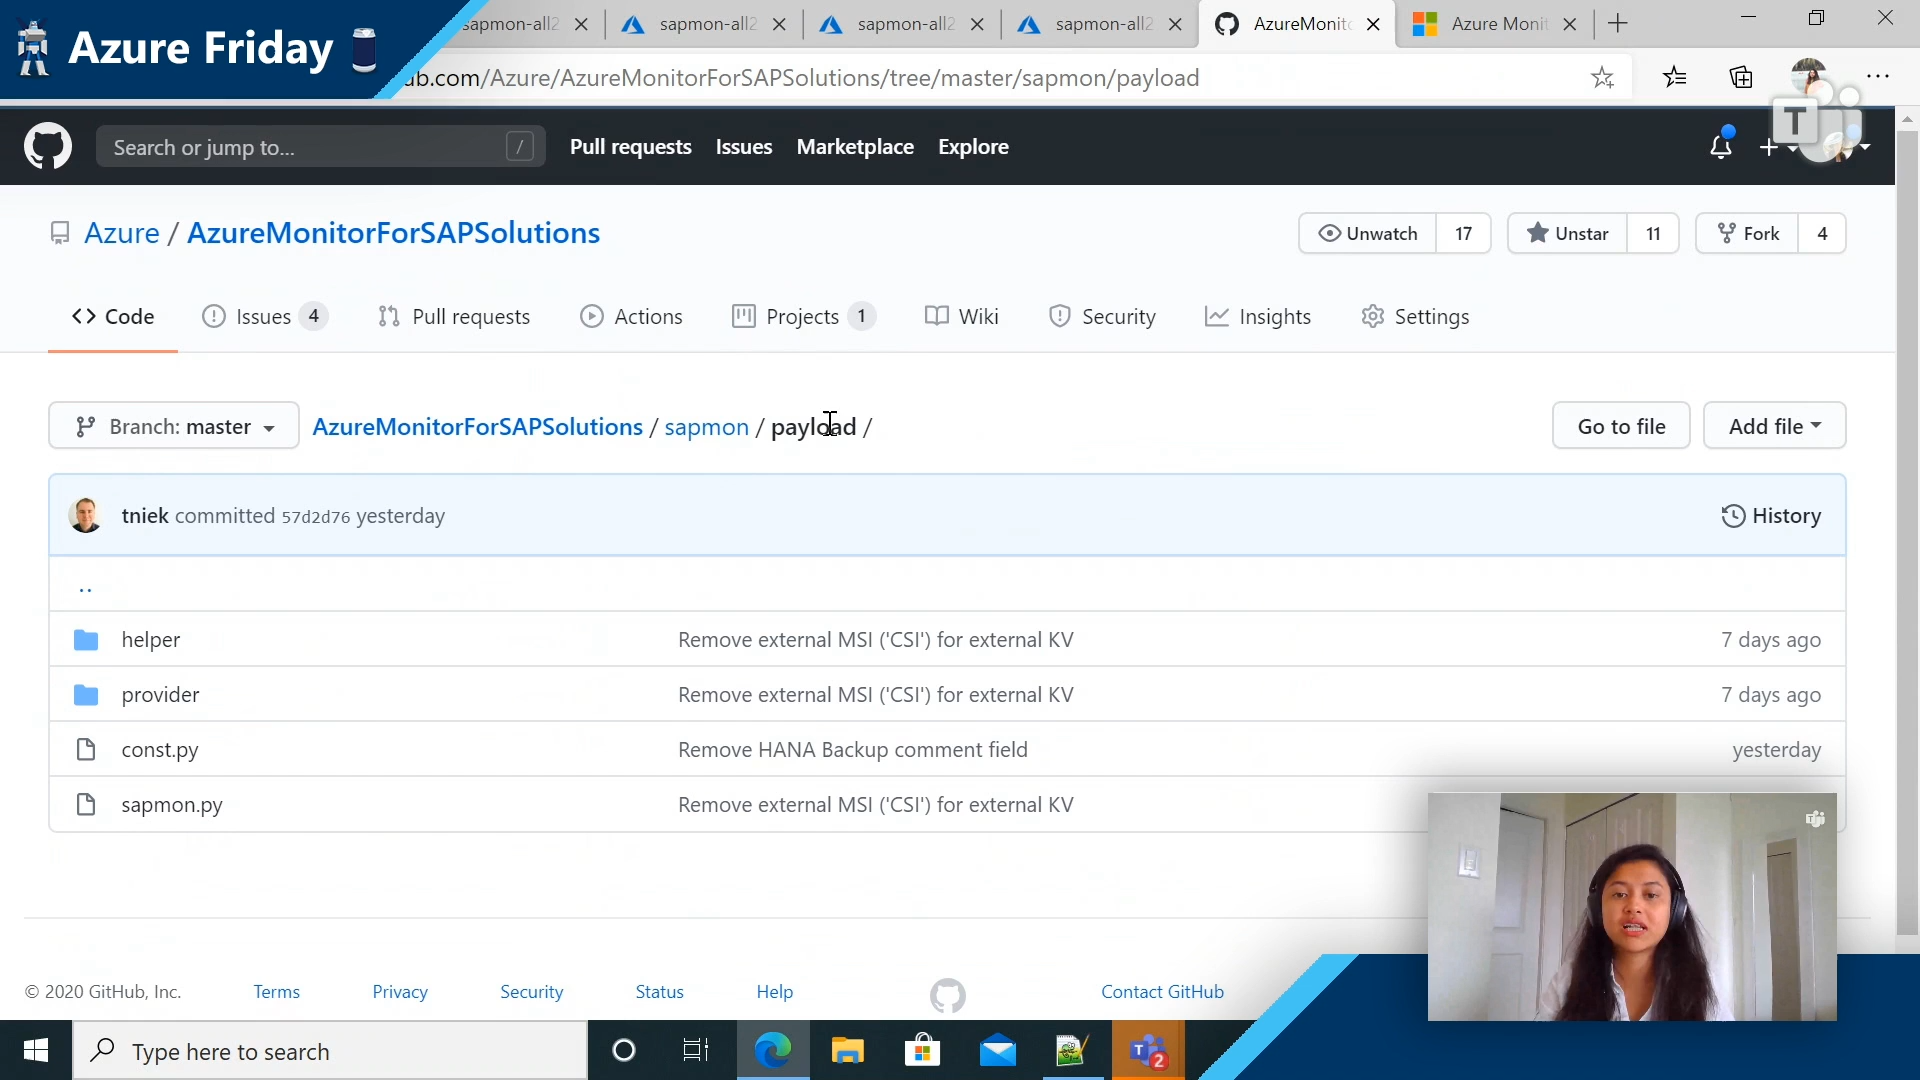 Azure Friday
sapmon-all2
sapmon-all2
sapmon-all2
sapmon-all2
AzureMonito
Azure Monit
ub.com/Azure/AzureMonitorForSAPSolutions/tree/master/sapmon/payload
T
Search or jump to...
/
Pull requests
Issues
Marketplace
Explore
Azure / AzureMonitorForSAPSolutions
Unwatch 17
Unstar 11
Fork 4
Code
Issues 4
Pull requests
Actions
Projects 1
Wiki
Security
Insights
Settings
Branch: master
AzureMonitorForSAPSolutions / sapmon / payload /
Go to file
Add file
tniek committed 57d2d76 yesterday
History
..
helper Remove external MSI ('CSI') for external KV 7 days ago
provider Remove external MSI ('CSI') for external KV 7 days ago
const.py Remove HANA Backup comment field yesterday
sapmon.py Remove external MSI ('CSI') for external KV
© 2020 GitHub, Inc.
Terms
Privacy
Security
Status
Help
Contact GitHub
Type here to search
T
2